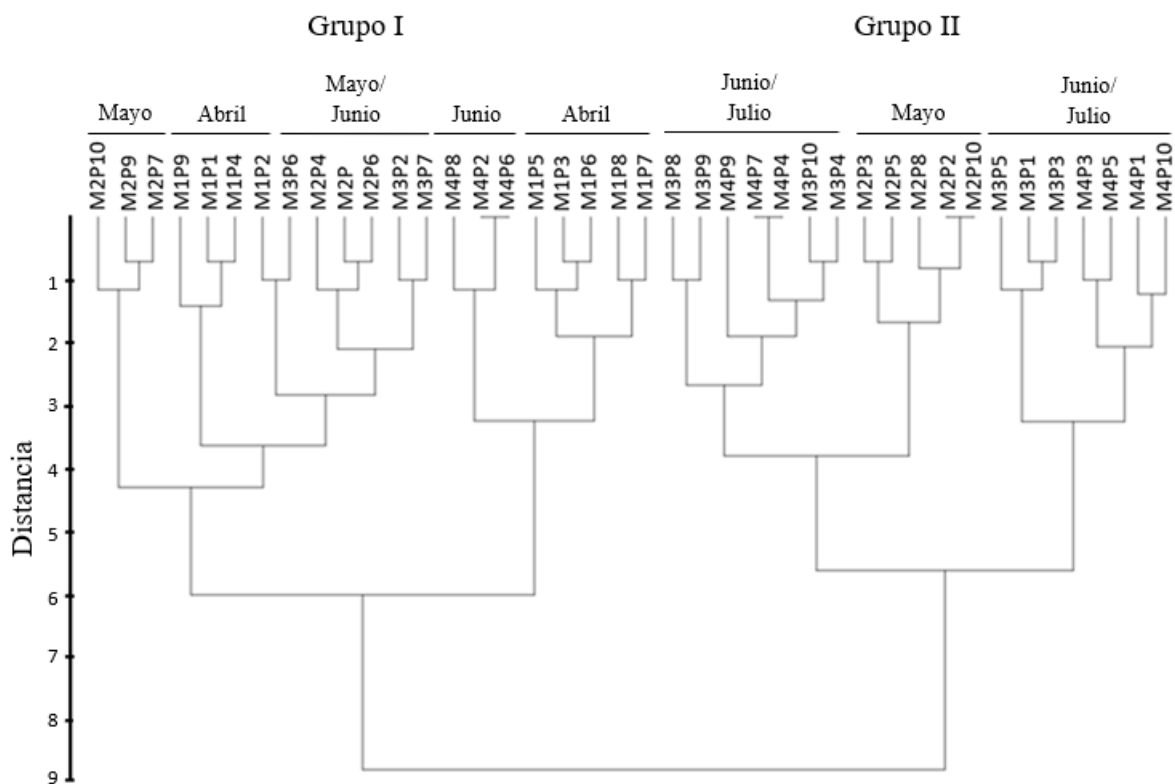 Grupo I
Grupo II
Mayo
Abril
Mayo/
Junio
Junio
Abril
Junio/
Julio
Mayo
Junio/
Julio
M2P10
M2P9
M2P7
M1P9
M1P1
M1P4
M1P2
M3P6
M2P4
M2P
M2P6
M3P2
M3P7
M4P8
M4P2
M4P6
M1P5
M1P3
M1P6
M1P8
M1P7
M3P8
M3P9
M4P9
M4P7
M4P4
M3P10
M3P4
M2P3
M2P5
M2P8
M2P2
M2P10
M3P5
M3P1
M3P3
M4P3
M4P5
M4P1
M4P10
Distancia
1
2
3
4
5
6
7
8
9